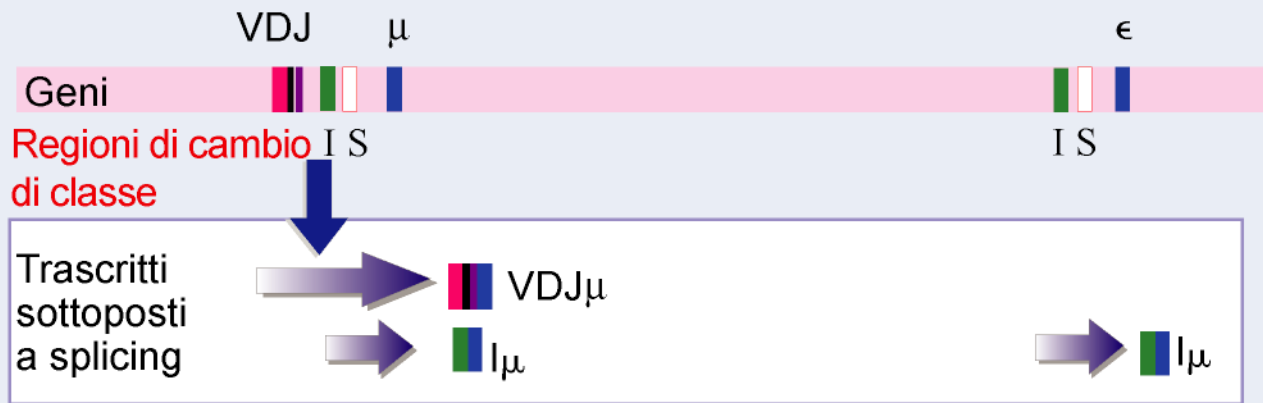 VDJ μ ϵ
Geni
Regioni di cambio I S I S
di classe
Trascritti
sottoposti
a splicing
VDJμ
Iμ Iμ